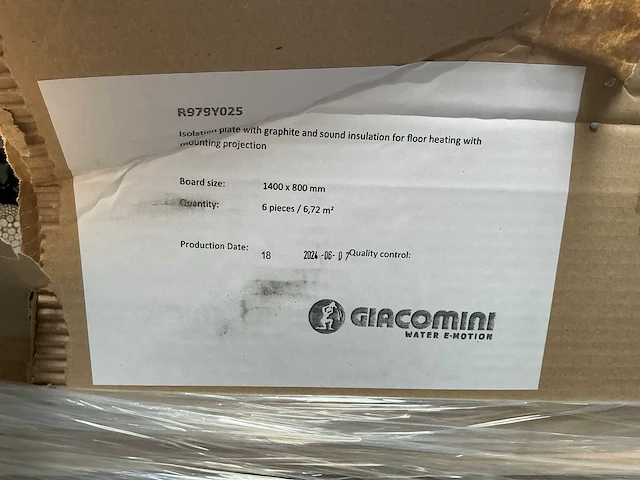 R979Y025
Isolation plate with graphite and sound insulation for floor heating with
mounting projection
Board size: 1400 x 800 mm
Quantity: 6 pieces / 6,72 m²
Production Date: 18 2024-06-07 Quality control:
GIACOMINI
WATER E-MOTION